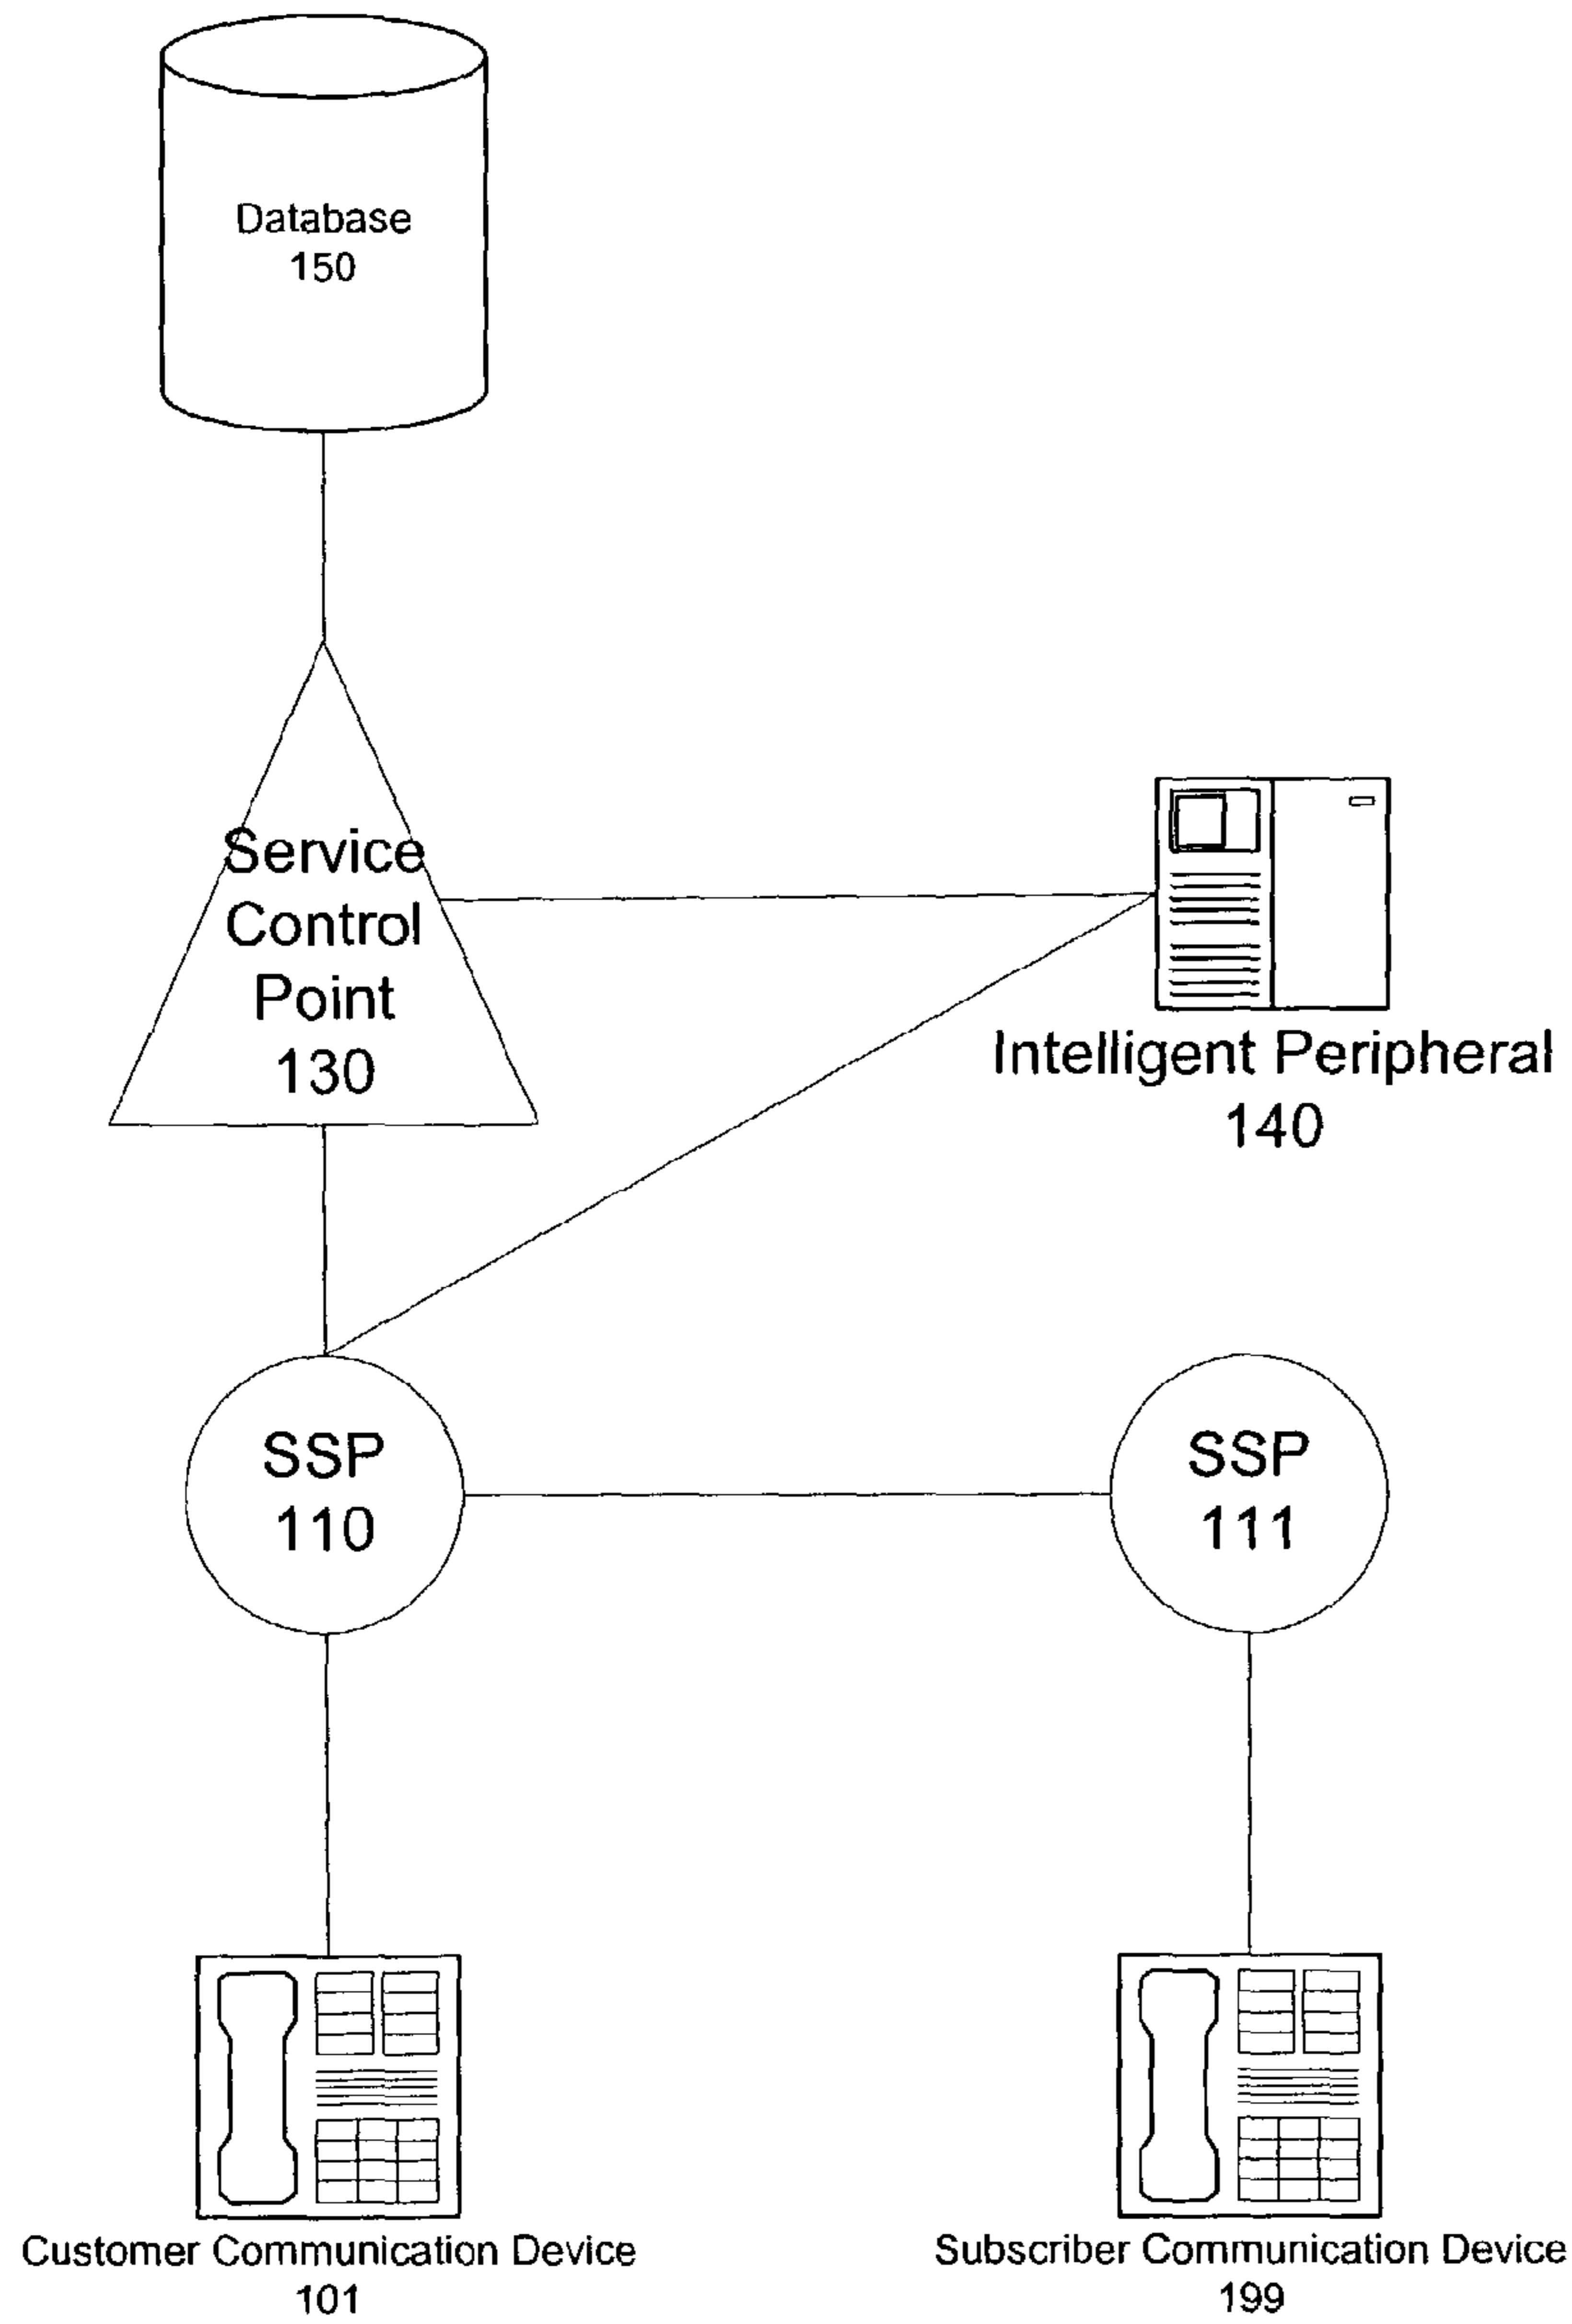 Database
150
Service
Control
Point
130
Intelligent Peripheral
140
SSP
110
SSP
111
Customer Communication Device
101
Subscriber Communication Device
199